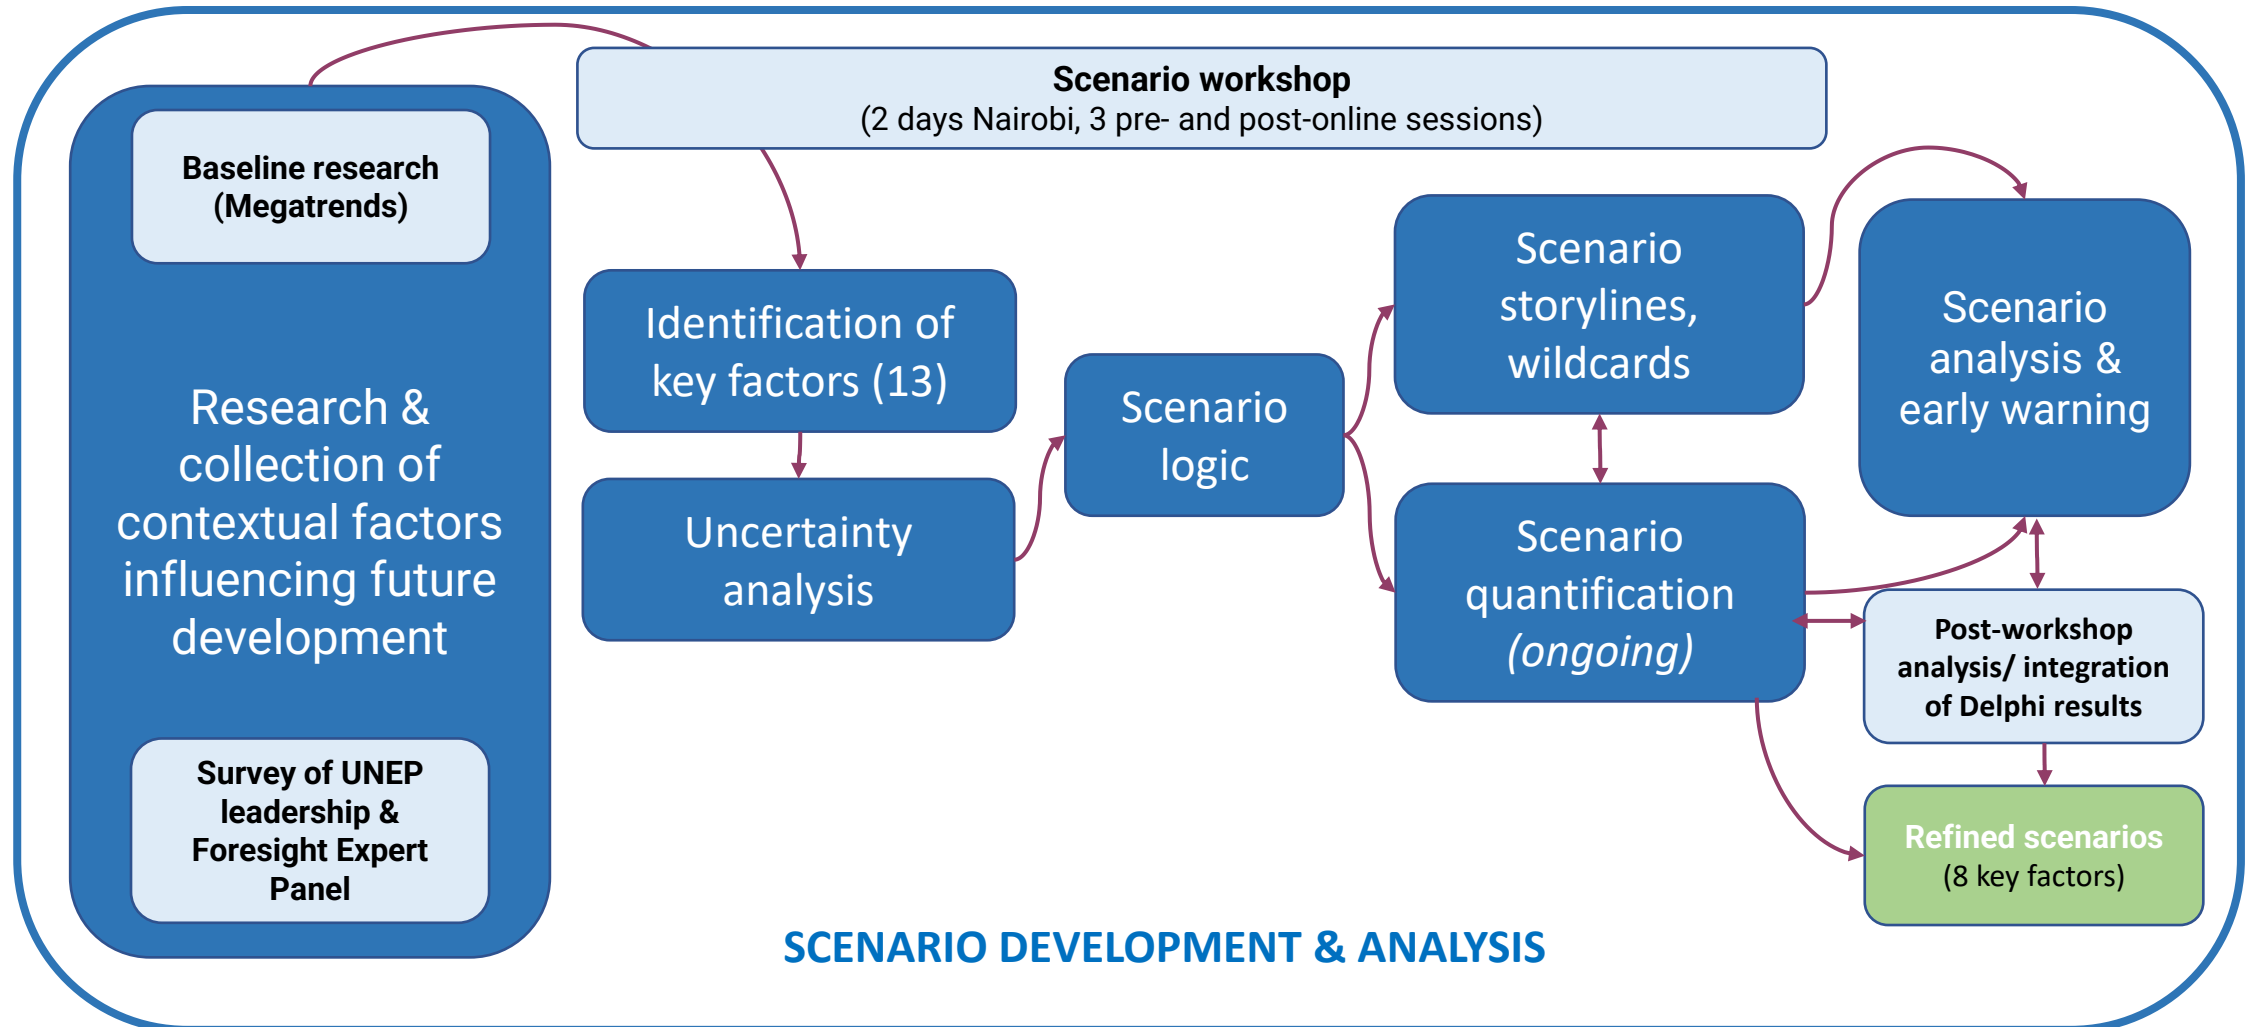 Scenario workshop
(2 days Nairobi, 3 pre- and post-online sessions)
Baseline research
(Megatrends)
Research &
collection of
contextual factors
influencing future
development
Survey of UNEP
leadership &
Foresight Expert
Panel
Identification of
key factors (13)
Uncertainty
analysis
Scenario
logic
Scenario
storylines,
wildcards
Scenario
quantification
(ongoing)
Scenario
analysis &
early warning
Post-workshop
analysis/ integration
of Delphi results
Refined scenarios
(8 key factors)
SCENARIO DEVELOPMENT & ANALYSIS